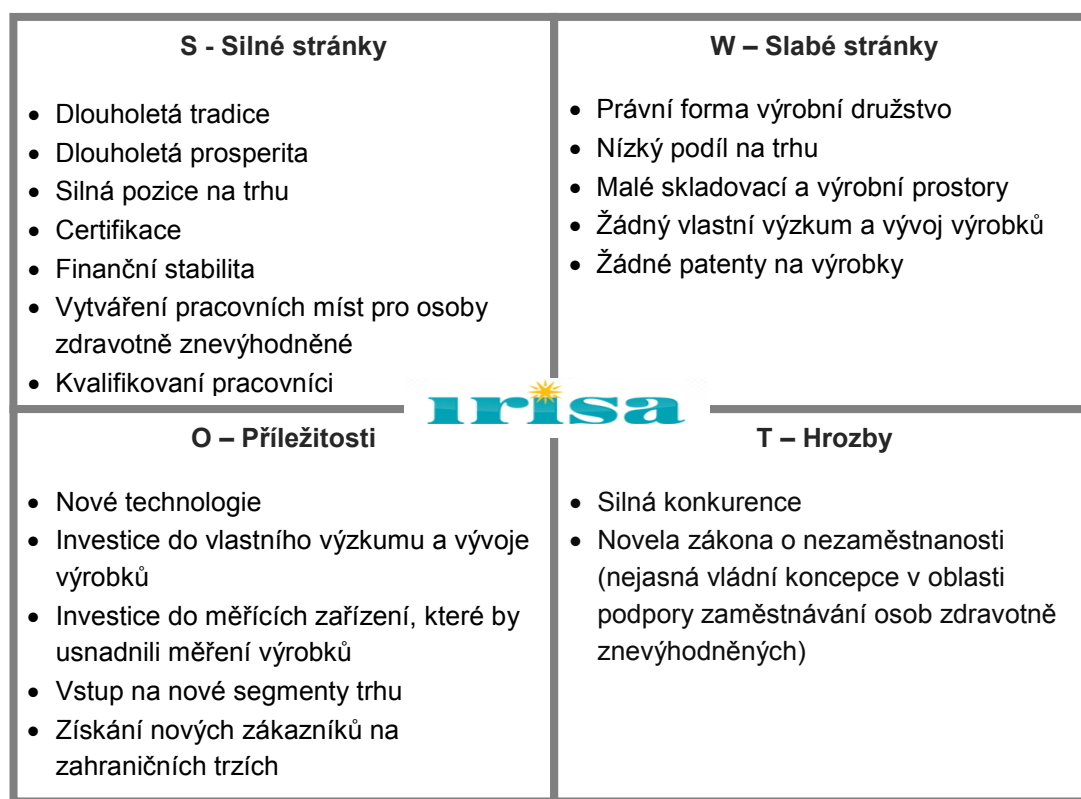 S - Silné stránky
• Dlouholetá tradice
• Dlouholetá prosperita
• Silná pozice na trhu
• Certifikace
• Finanční stabilita
• Vytváření pracovních míst pro osoby
zdravotně znevýhodněné
• Kvalifikovaní pracovníci
W – Slabé stránky
• Právní forma výrobní družstvo
• Nízký podíl na trhu
• Malé skladovací a výrobní prostory
• Žádný vlastní výzkum a vývoj výrobků
• Žádné patenty na výrobky
irisa
O – Příležitosti
• Nové technologie
• Investice do vlastního výzkumu a vývoje
výrobků
• Investice do měřících zařízení, které by
usnadnili měření výrobků
• Vstup na nové segmenty trhu
• Získání nových zákazníků na
zahraničních trzích
T – Hrozby
• Silná konkurence
• Novela zákona o nezaměstnanosti
(nejasná vládní koncepce v oblasti
podpory zaměstnávání osob zdravotně
znevýhodněných)